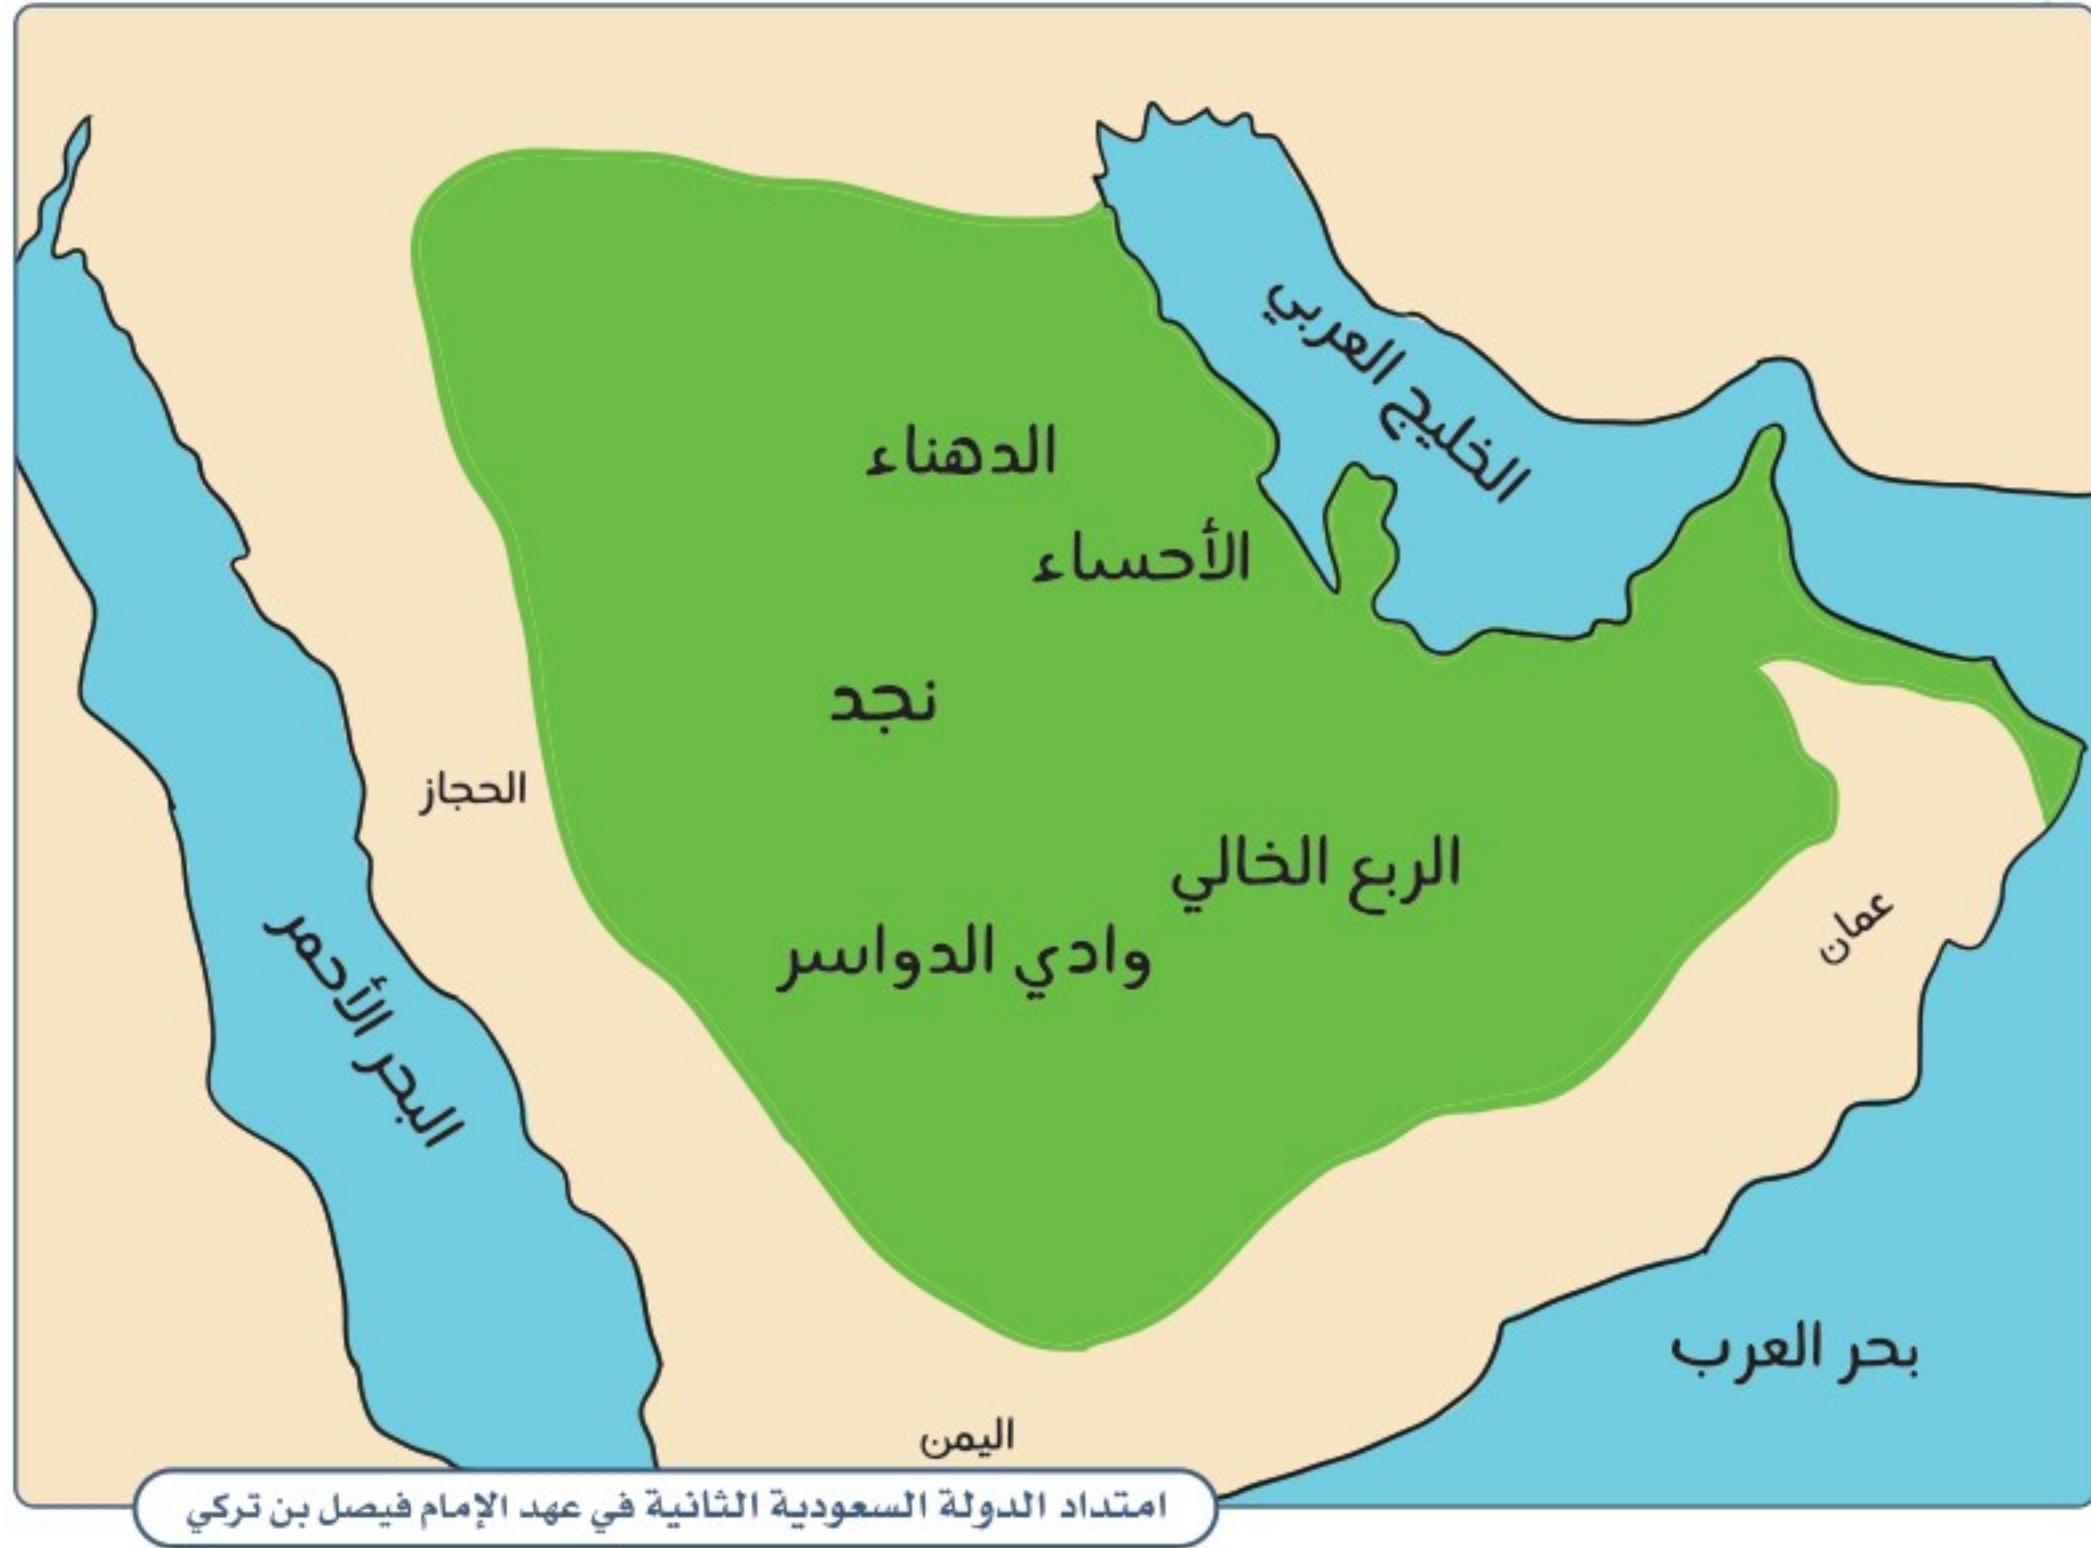 الخليج العربي
الدهناء
الأحساء
نجد
الحجاز
الربع الخالي
عمان
وادي الدواسر
البحر الأحمر
بحر العرب
اليمن
امتداد الدولة السعودية الثانية في عهد الإمام فيصل بن تركي